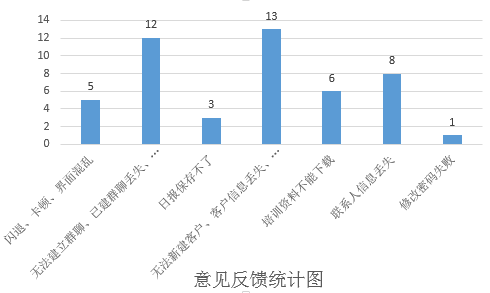 14
12
10
8
6
4
2
0
5
12
3
13
6
8
1
闪退、卡顿、界面混乱
无法建立群聊、已建群聊丢失、…
日报保存不了
无法新建客户、客户信息丢失、…
培训资料不能下载
联系人信息丢失
修改密码失败
意见反馈统计图